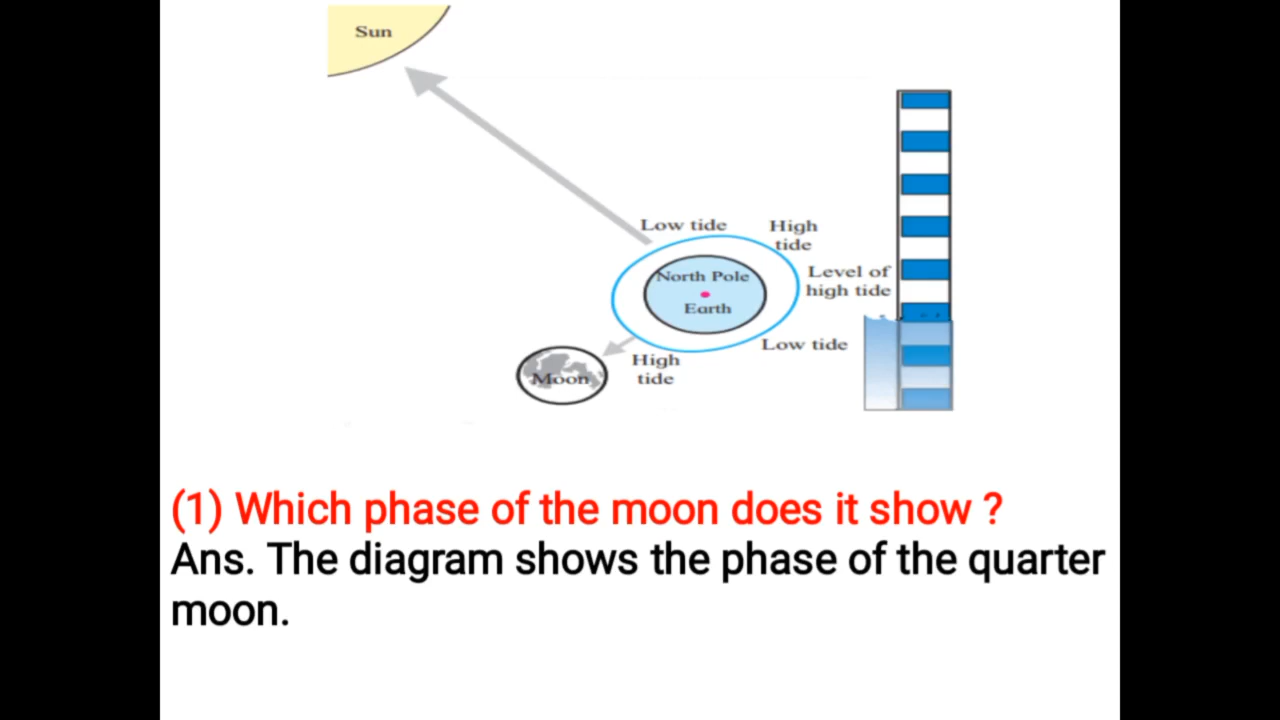 Sun
Low tide
High
tide
North Pole
Earth
Level of
high tide
Low tide
High
tide
Moon
(1) Which phase of the moon does it show ?
Ans. The diagram shows the phase of the quarter
moon.